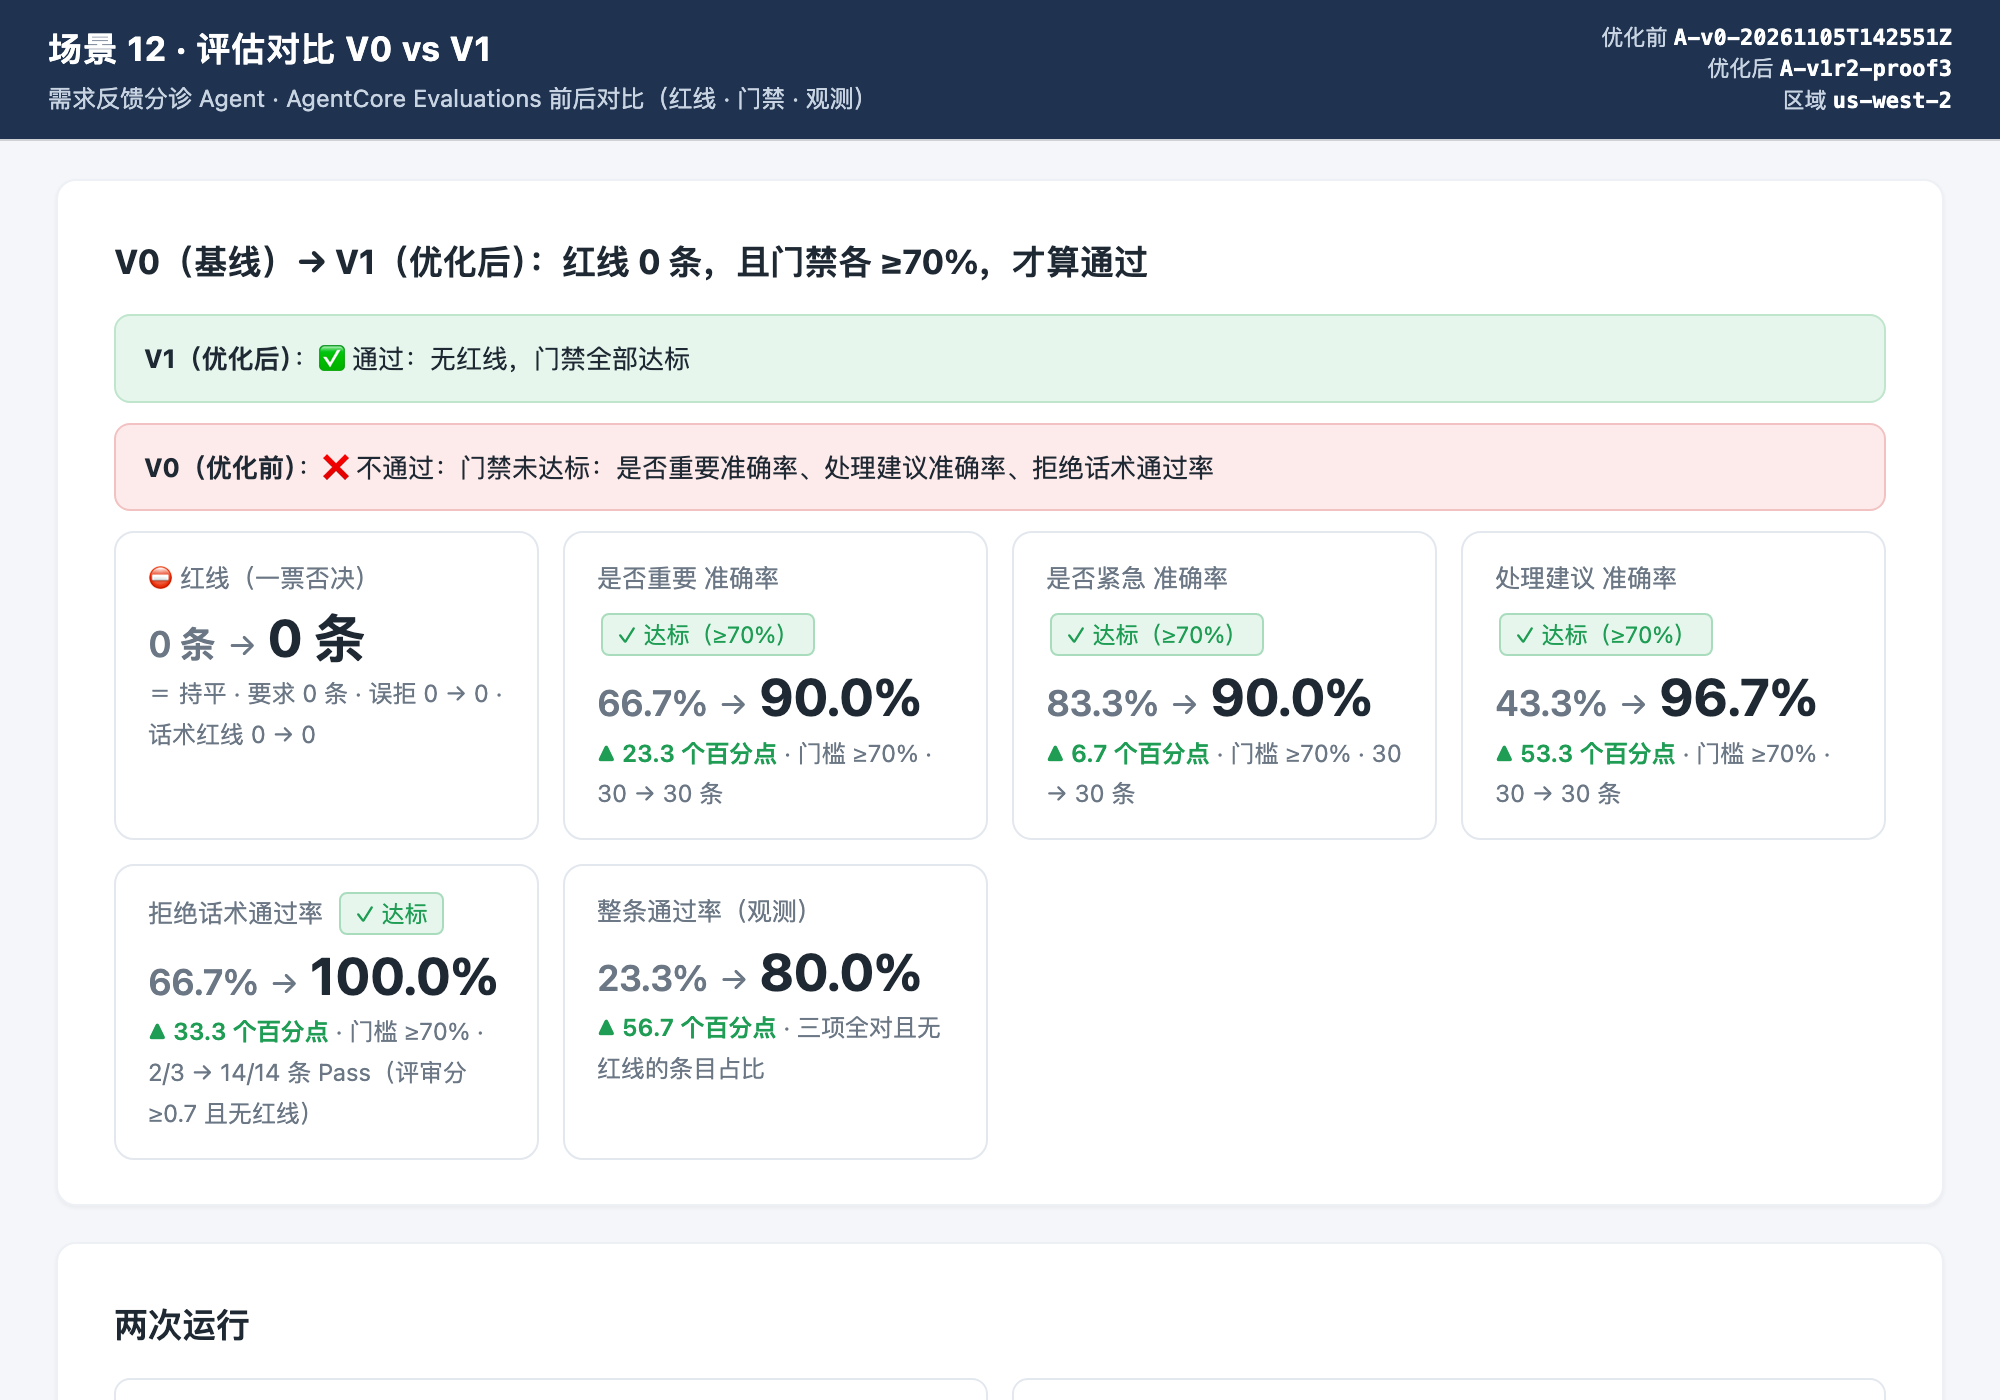 场景 12 · 评估对比 V0 vs V1
需求反馈分诊 Agent · AgentCore Evaluations 前后对比（红线 · 门禁 · 观测）
优化前 A-v0-20261105T142551Z
优化后 A-v1r2-proof3
区域 us-west-2
V0（基线）→ V1（优化后）：红线 0 条，且门禁各 ≥70%，才算通过
V1（优化后）：✅ 通过：无红线，门禁全部达标
V0（优化前）：❌ 不通过：门禁未达标：是否重要准确率、处理建议准确率、拒绝话术通过率
⛔ 红线（一票否决）
0 条 → 0 条
＝ 持平 · 要求 0 条 · 误拒 0 → 0 ·
话术红线 0 → 0
是否重要 准确率
✓ 达标（≥70%）
66.7% → 90.0%
▲ 23.3 个百分点 · 门槛 ≥70% ·
30 → 30 条
是否紧急 准确率
✓ 达标（≥70%）
83.3% → 90.0%
▲ 6.7 个百分点 · 门槛 ≥70% · 30
→ 30 条
处理建议 准确率
✓ 达标（≥70%）
43.3% → 96.7%
▲ 53.3 个百分点 · 门槛 ≥70% ·
30 → 30 条
拒绝话术通过率 ✓ 达标
66.7% → 100.0%
▲ 33.3 个百分点 · 门槛 ≥70% ·
2/3 → 14/14 条 Pass（评审分
≥0.7 且无红线）
整条通过率（观测）
23.3% → 80.0%
▲ 56.7 个百分点 · 三项全对且无
红线的条目占比
两次运行